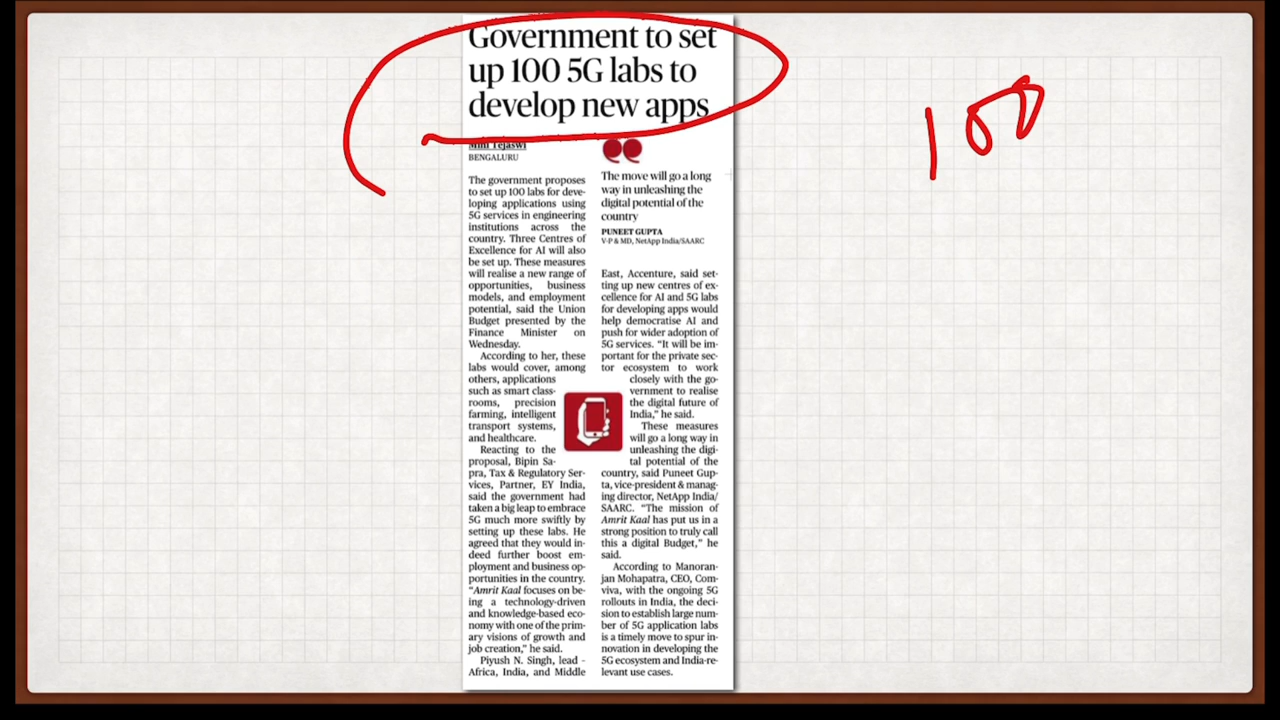 Government to set
up 100 5G labs to
develop new apps
100
Mini Tejaswi
BENGALURU
The government proposes
to set up 100 labs for deve-
loping applications using
5G services in engineering
institutions across the
country. Three Centres of
Excellence for AI will also
be set up. These measures
will realise a new range of
opportunities, business
models, and employment
potential, said the Union
Budget presented by the
Finance Minister on
Wednesday.
According to her, these
labs would cover, among
others, applications
such as smart class-
rooms, precision
farming, intelligent
transport systems,
and healthcare.
Reacting to the
proposal, Bipin Sa-
pra, Tax & Regulatory Ser-
vices, Partner, EY India,
said the government had
taken a big leap to embrace
5G much more swiftly by
setting up these labs. He
agreed that they would in-
deed further boost em-
ployment and business op-
portunities in the country.
“Amrit Kaal focuses on be-
ing a technology-driven
and knowledge-based eco-
nomy with one of the prim-
ary visions of growth and
job creation,” he said.
Piyush N. Singh, lead -
Africa, India, and Middle
The move will go a long
way in unleashing the
digital potential of the
country
PUNEET GUPTA
V-P & MD, NetApp India/SAARC
East, Accenture, said set-
ting up new centres of ex-
cellence for AI and 5G labs
for developing apps would
help democratise AI and
push for wider adoption of
5G services. “It will be im-
portant for the private sec-
tor ecosystem to work
closely with the go-
vernment to realise
the digital future of
India,” he said.
These measures
will go a long way in
unleashing the digi-
tal potential of the
country, said Puneet Gup-
ta, vice-president & manag-
ing director, NetApp India/
SAARC. “The mission of
Amrit Kaal has put us in a
strong position to truly call
this a digital Budget,” he
said.
According to Manoran-
jan Mohapatra, CEO, Com-
viva, with the ongoing 5G
rollouts in India, the deci-
sion to establish large num-
ber of 5G application labs
is a timely move to spur in-
novation in developing the
5G ecosystem and India-re-
levant use cases.